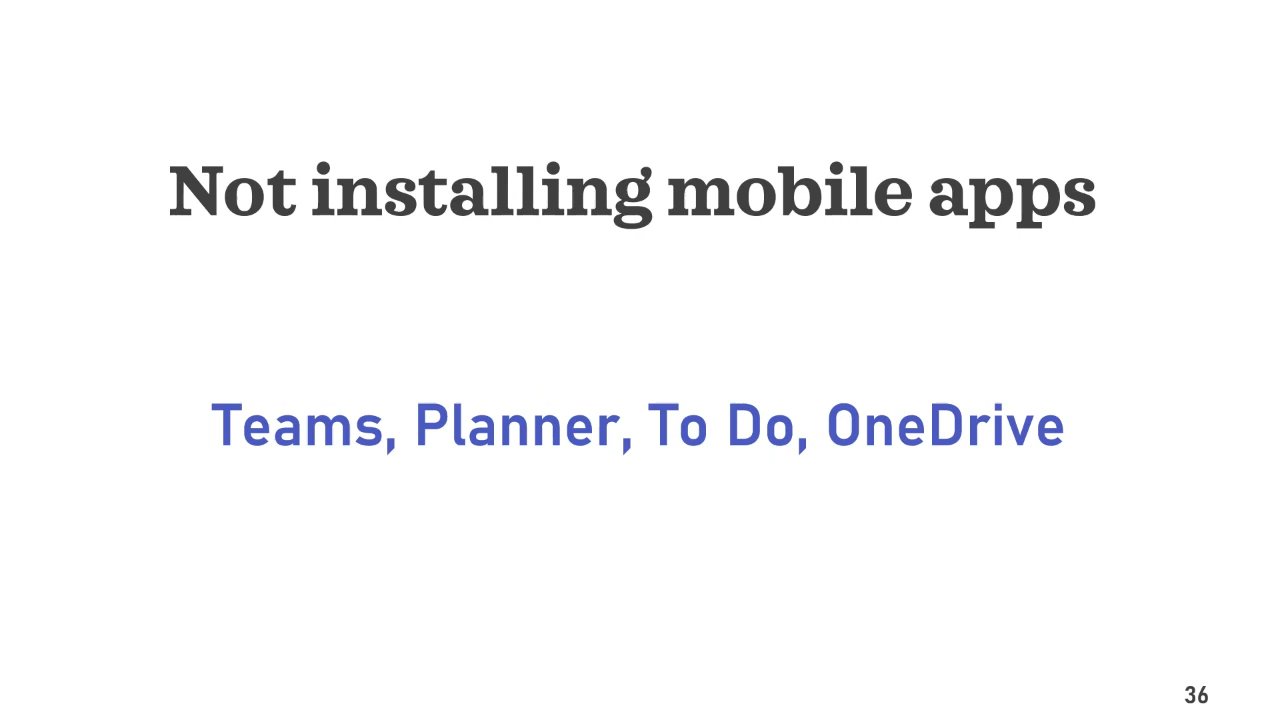 Not installing mobile apps
Teams, Planner, To Do, OneDrive
36